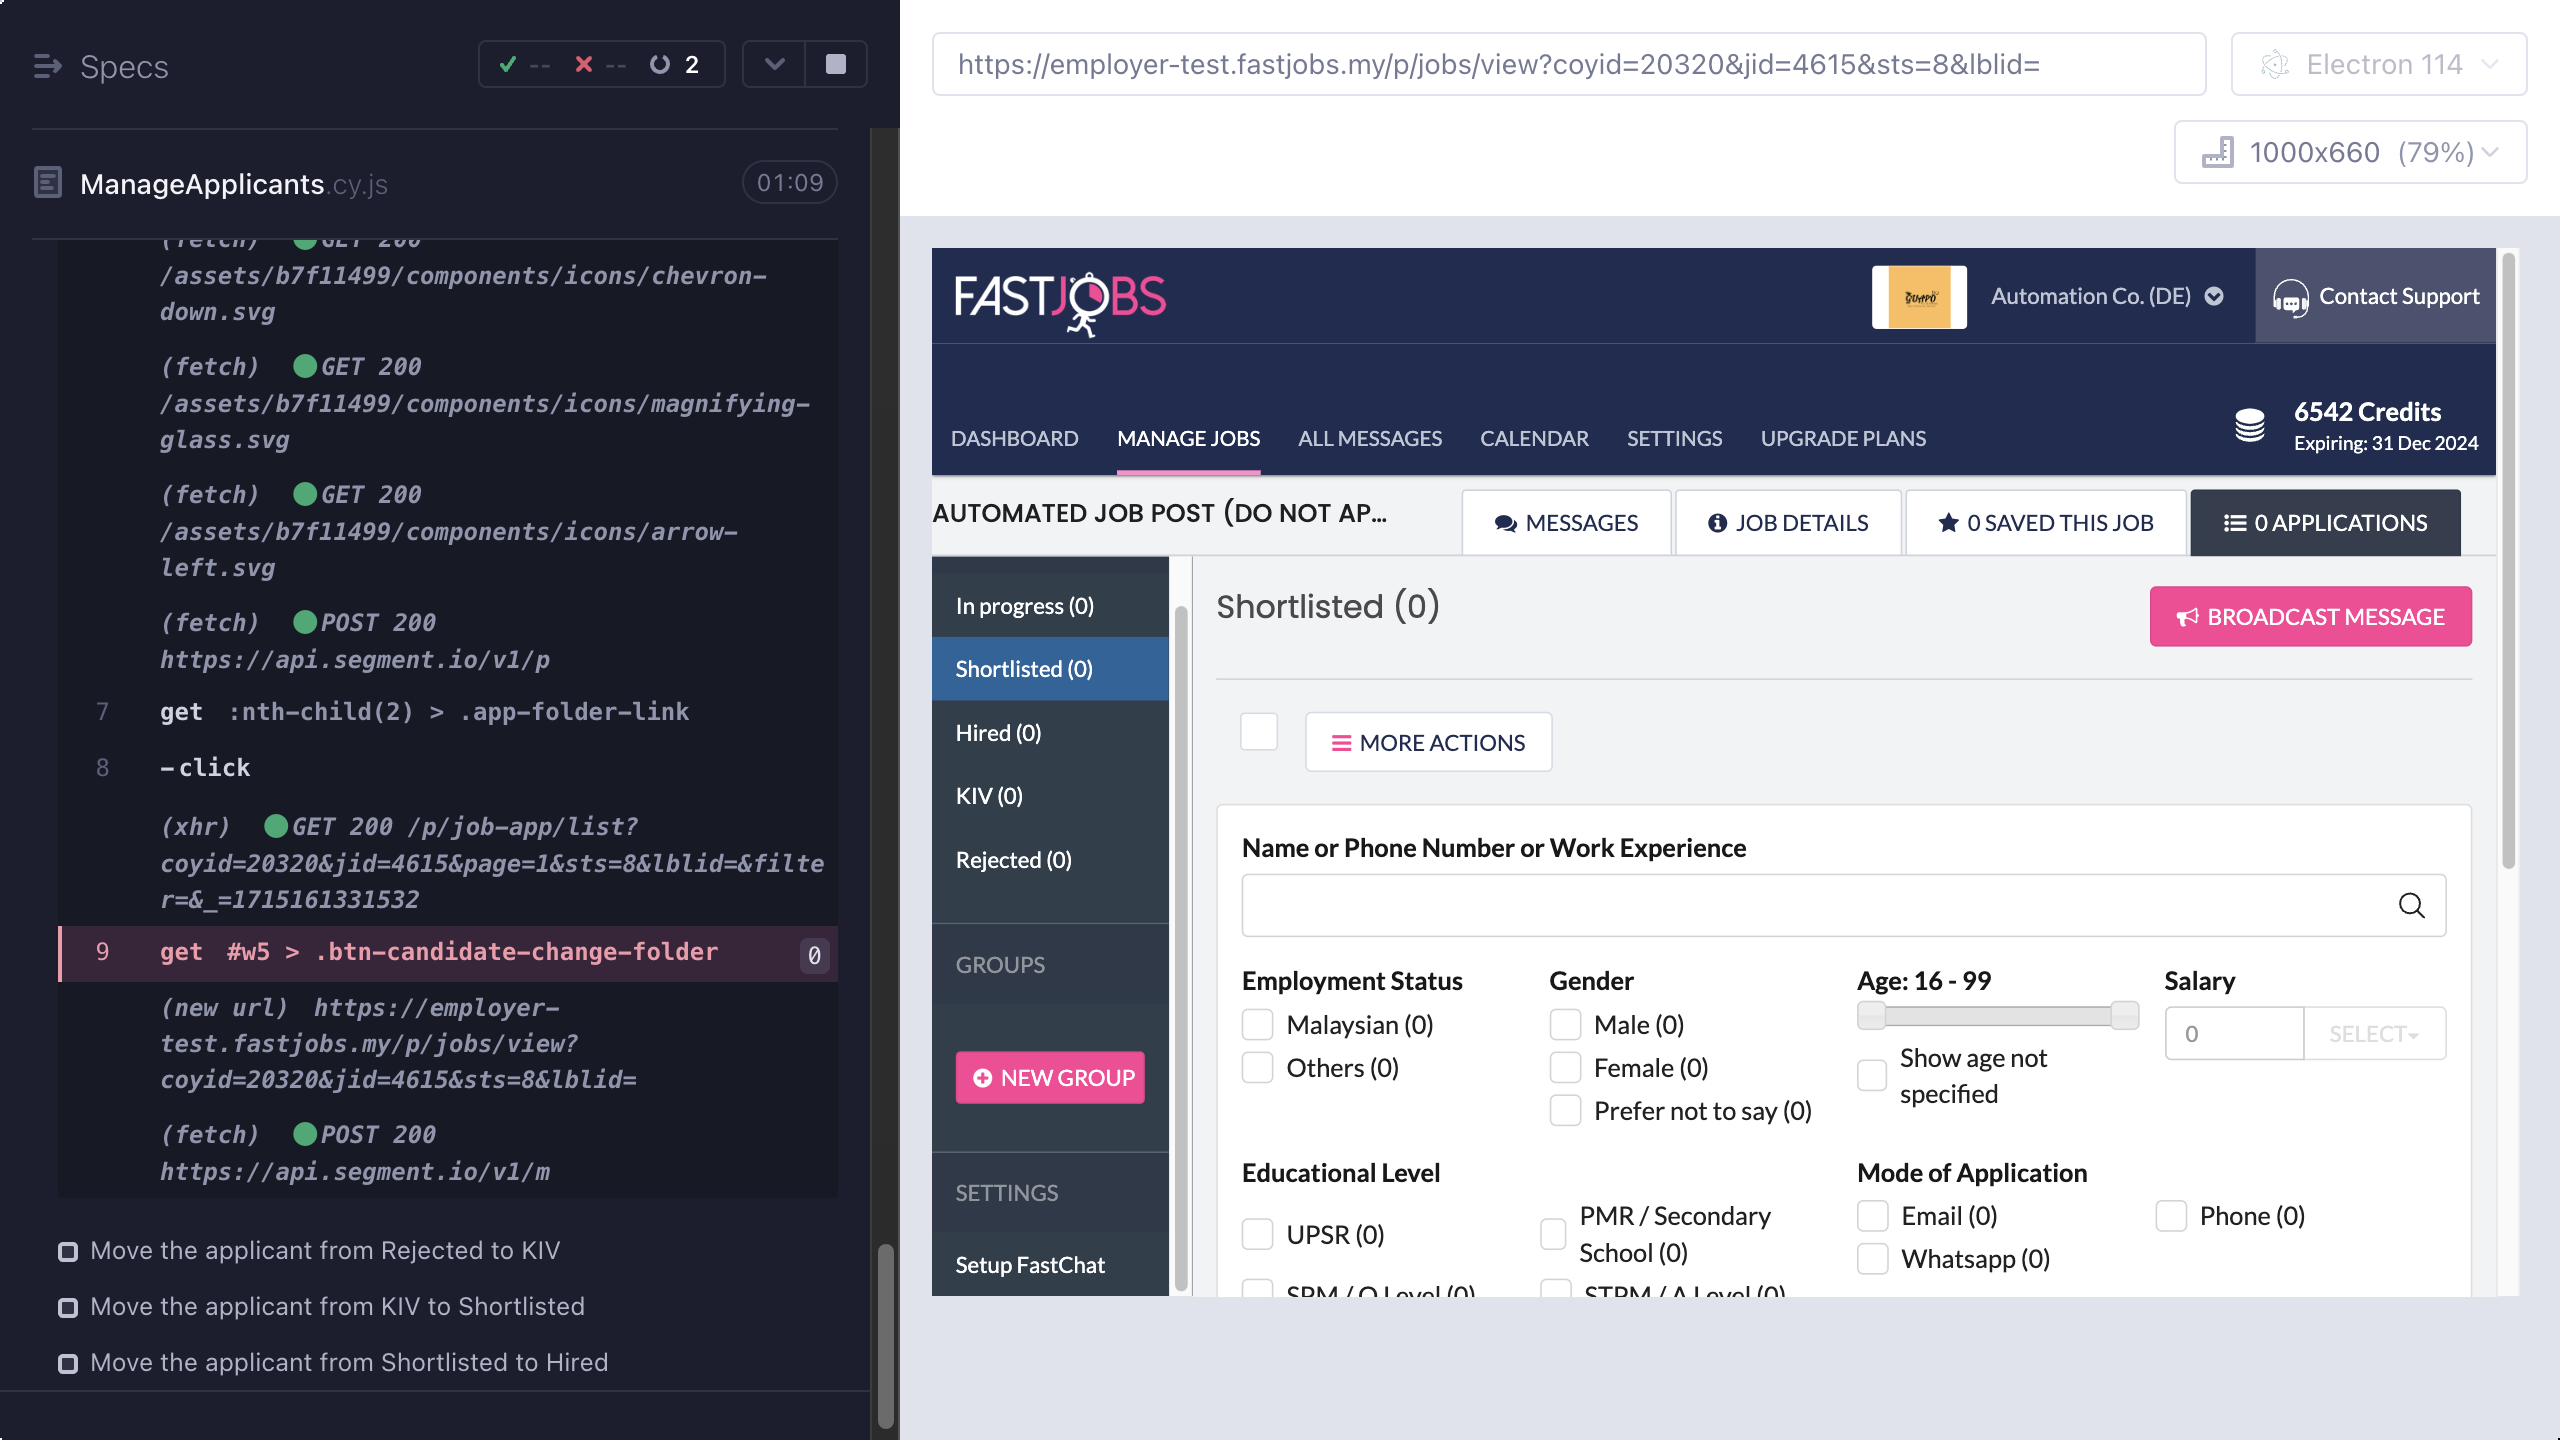 Specs
-- -- 2
ManageApplicants.cy.js
01:09
(fetch) GET 200
/assets/b7f11499/components/icons/chevron-
down.svg
(fetch) GET 200
/assets/b7f11499/components/icons/magnifying-
glass.svg
(fetch) GET 200
/assets/b7f11499/components/icons/arrow-
left.svg
(fetch) POST 200
https://api.segment.io/v1/p
7 get :nth-child(2) > .app-folder-link
8 -click
(xhr) GET 200 /p/job-app/list?
coyid=20320&jid=4615&page=1&sts=8&lblid=&filte
r=&_=1715161331532
9 get #w5 > .btn-candidate-change-folder 0
(new url) https://employer-
test.fastjobs.my/p/jobs/view?
coyid=20320&jid=4615&sts=8&lblid=
(fetch) POST 200
https://api.segment.io/v1/m
Move the applicant from Rejected to KIV
Move the applicant from KIV to Shortlisted
Move the applicant from Shortlisted to Hired
https://employer-test.fastjobs.my/p/jobs/view?coyid=20320&jid=4615&sts=8&lblid=
Electron 114
1000x660 (79%)
FASTJOBS
GUAPO
Automation Co. (DE)
Contact Support
DASHBOARD
MANAGE JOBS
ALL MESSAGES
CALENDAR
SETTINGS
UPGRADE PLANS
6542 Credits
Expiring: 31 Dec 2024
AUTOMATED JOB POST (DO NOT AP...
MESSAGES
JOB DETAILS
0 SAVED THIS JOB
0 APPLICATIONS
In progress (0)
Shortlisted (0)
Hired (0)
KIV (0)
Rejected (0)
GROUPS
NEW GROUP
SETTINGS
Setup FastChat
Shortlisted (0)
BROADCAST MESSAGE
MORE ACTIONS
Name or Phone Number or Work Experience
Employment Status
Malaysian (0)
Others (0)
Gender
Male (0)
Female (0)
Prefer not to say (0)
Age: 16 - 99
Show age not
specified
Salary
0
SELECT
Educational Level
UPSR (0)
PMR / Secondary
School (0)
SPM / O Level (0)
STPM / A Level (0)
Mode of Application
Email (0)
Phone (0)
Whatsapp (0)